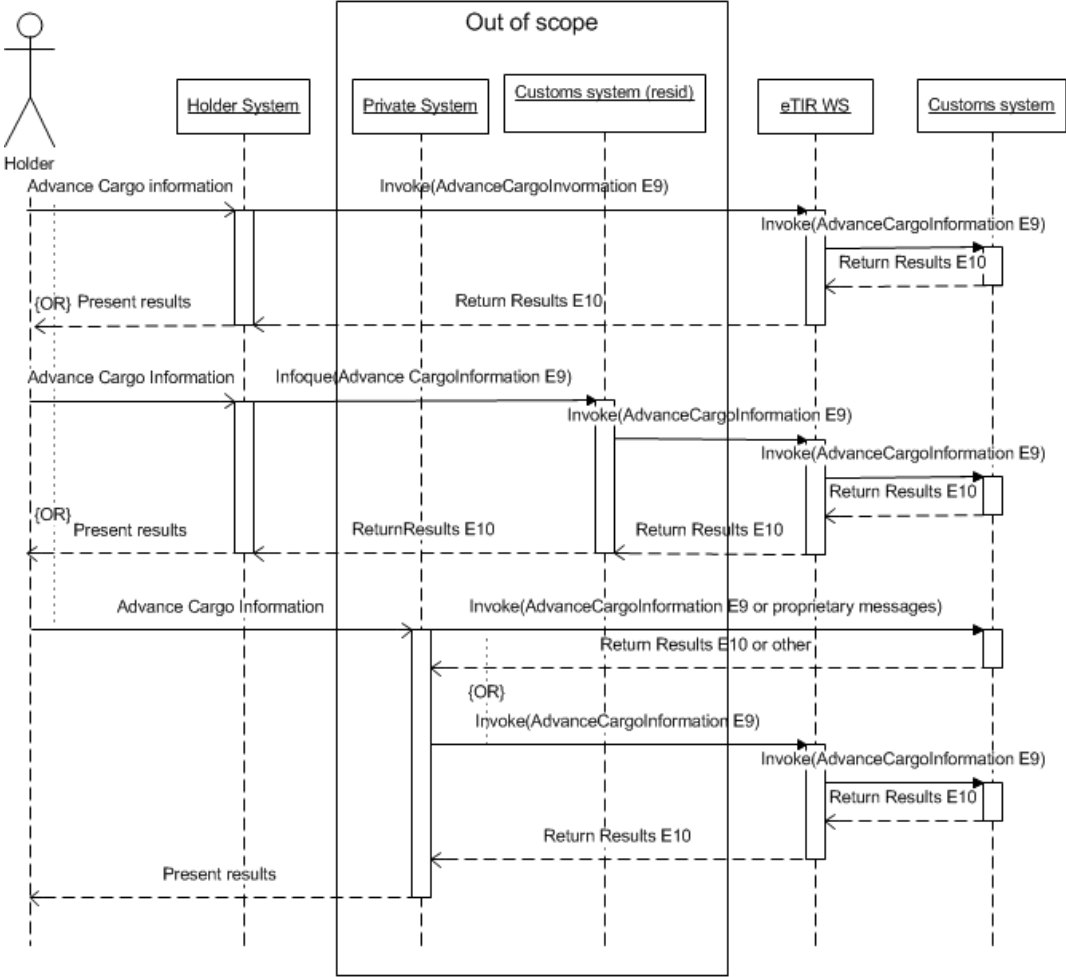 Out of scope
Holder System
Private System
Customs system (resid)
eTIR WS
Customs system
Holder
Advance Cargo information
Invoke(AdvanceCargoInvormation E9)
Invoke(AdvanceCargoInformation E9)
Return Results E10
{OR}
Present results
Return Results E10
Advance Cargo Information
Infoque(Advance CargoInformation E9)
Invoke(AdvanceCargoInformation E9)
Invoke(AdvanceCargoInformation E9)
Return Results E10
{OR}
Present results
ReturnResults E10
Return Results E10
Advance Cargo Information
Invoke(AdvanceCargoInformation E9 or proprietary messages)
Return Results E10 or other
{OR}
Invoke(AdvanceCargoInformation E9)
Invoke(AdvanceCargoInformation E9)
Return Results E10
Return Results E10
Present results